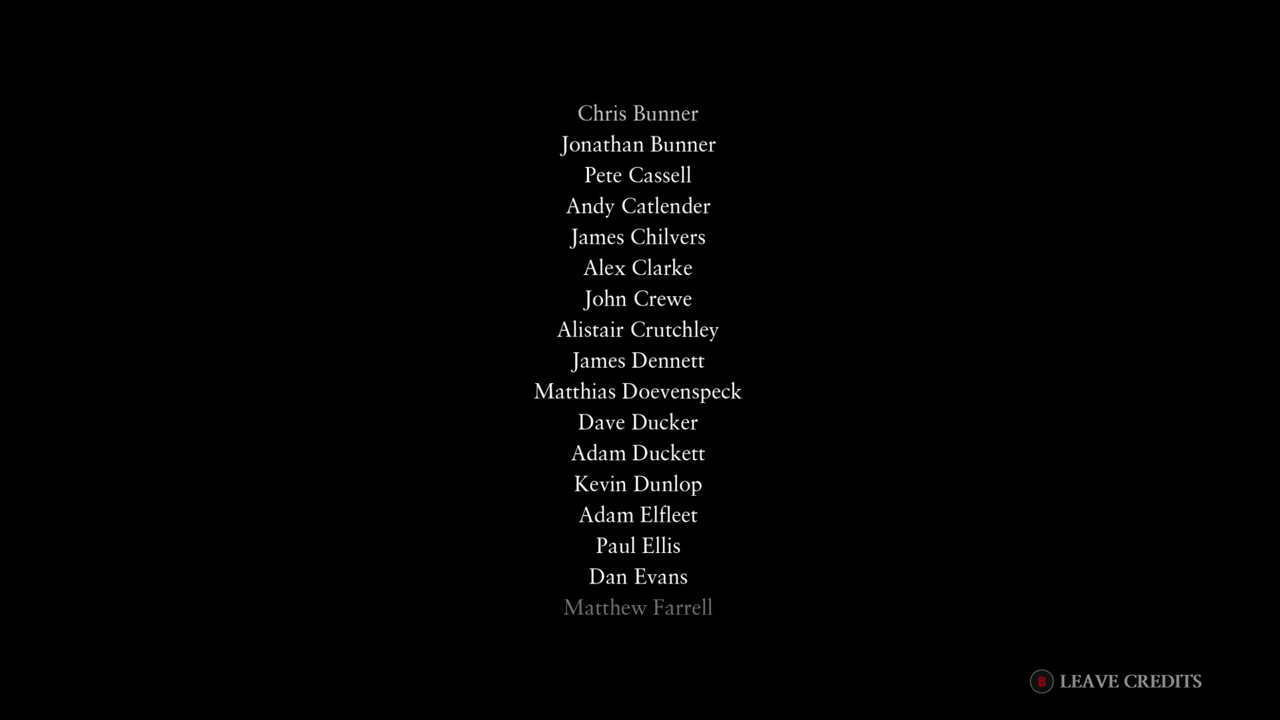 Chris Bunner
Jonathan Bunner
Pete Cassell
Andy Catlender
James Chilvers
Alex Clarke
John Crewe
Alistair Crutchley
James Dennett
Matthias Doevenspeck
Dave Ducker
Adam Duckett
Kevin Dunlop
Adam Elfleet
Paul Ellis
Dan Evans
Matthew Farrell
B LEAVE CREDITS